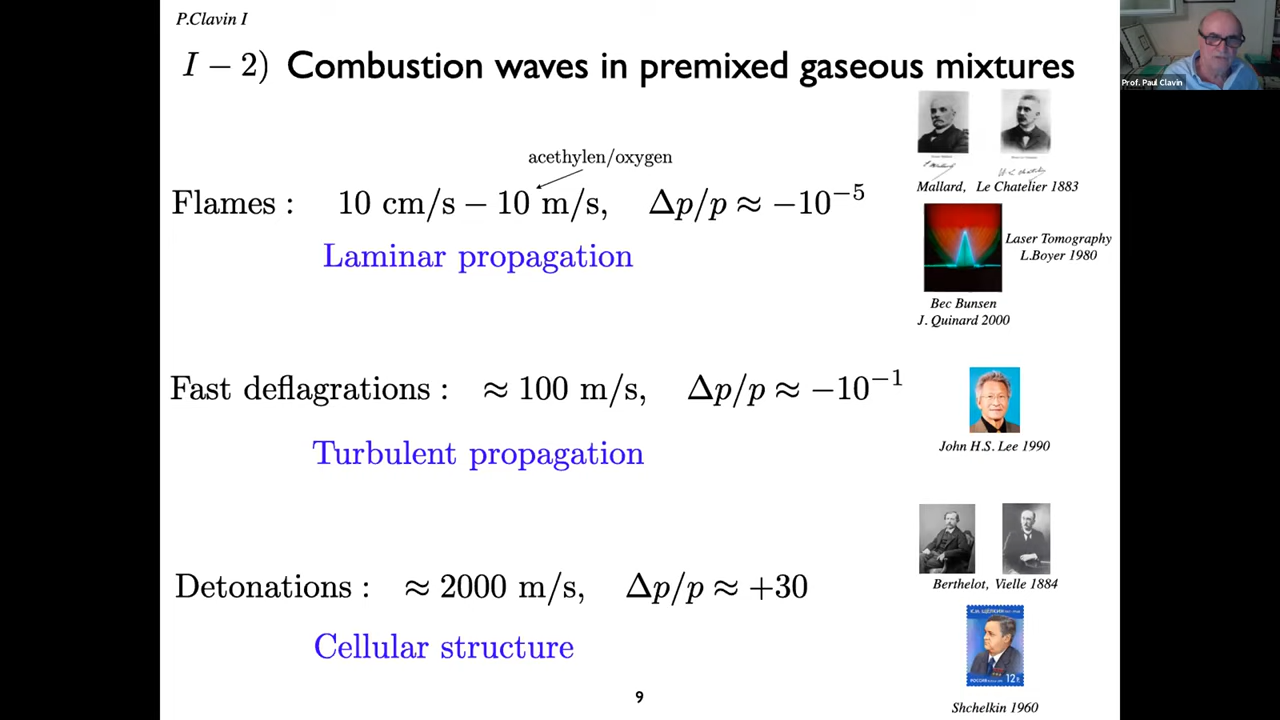 P.Clavin I
I – 2) Combustion waves in premixed gaseous mixtures
Prof. Paul Clavin
acethylen/oxygen
Flames : 10 cm/s – 10 m/s, Δp/p ≈ −10⁻⁵
Laminar propagation
Mallard, Le Chatelier 1883
Laser Tomography
L.Boyer 1980
Bec Bunsen
J. Quinard 2000
Fast deflagrations : ≈ 100 m/s, Δp/p ≈ −10⁻¹
Turbulent propagation
John H.S. Lee 1990
Detonations : ≈ 2000 m/s, Δp/p ≈ +30
Cellular structure
Berthelot, Vielle 1884
12
Shchelkin 1960
9